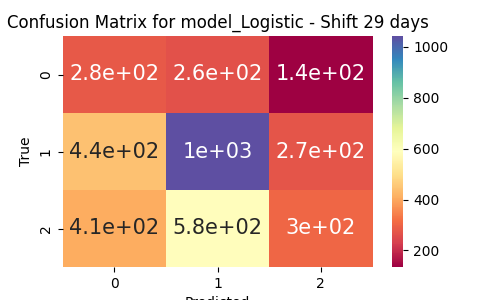 Confusion Matrix for model_Logistic - Shift 29 days
0 2.8e+02 2.6e+02 1.4e+02
1 4.4e+02 1e+03 2.7e+02
2 4.1e+02 5.8e+02 3e+02
True
0 1 2
Predicted
1000
800
600
400
200